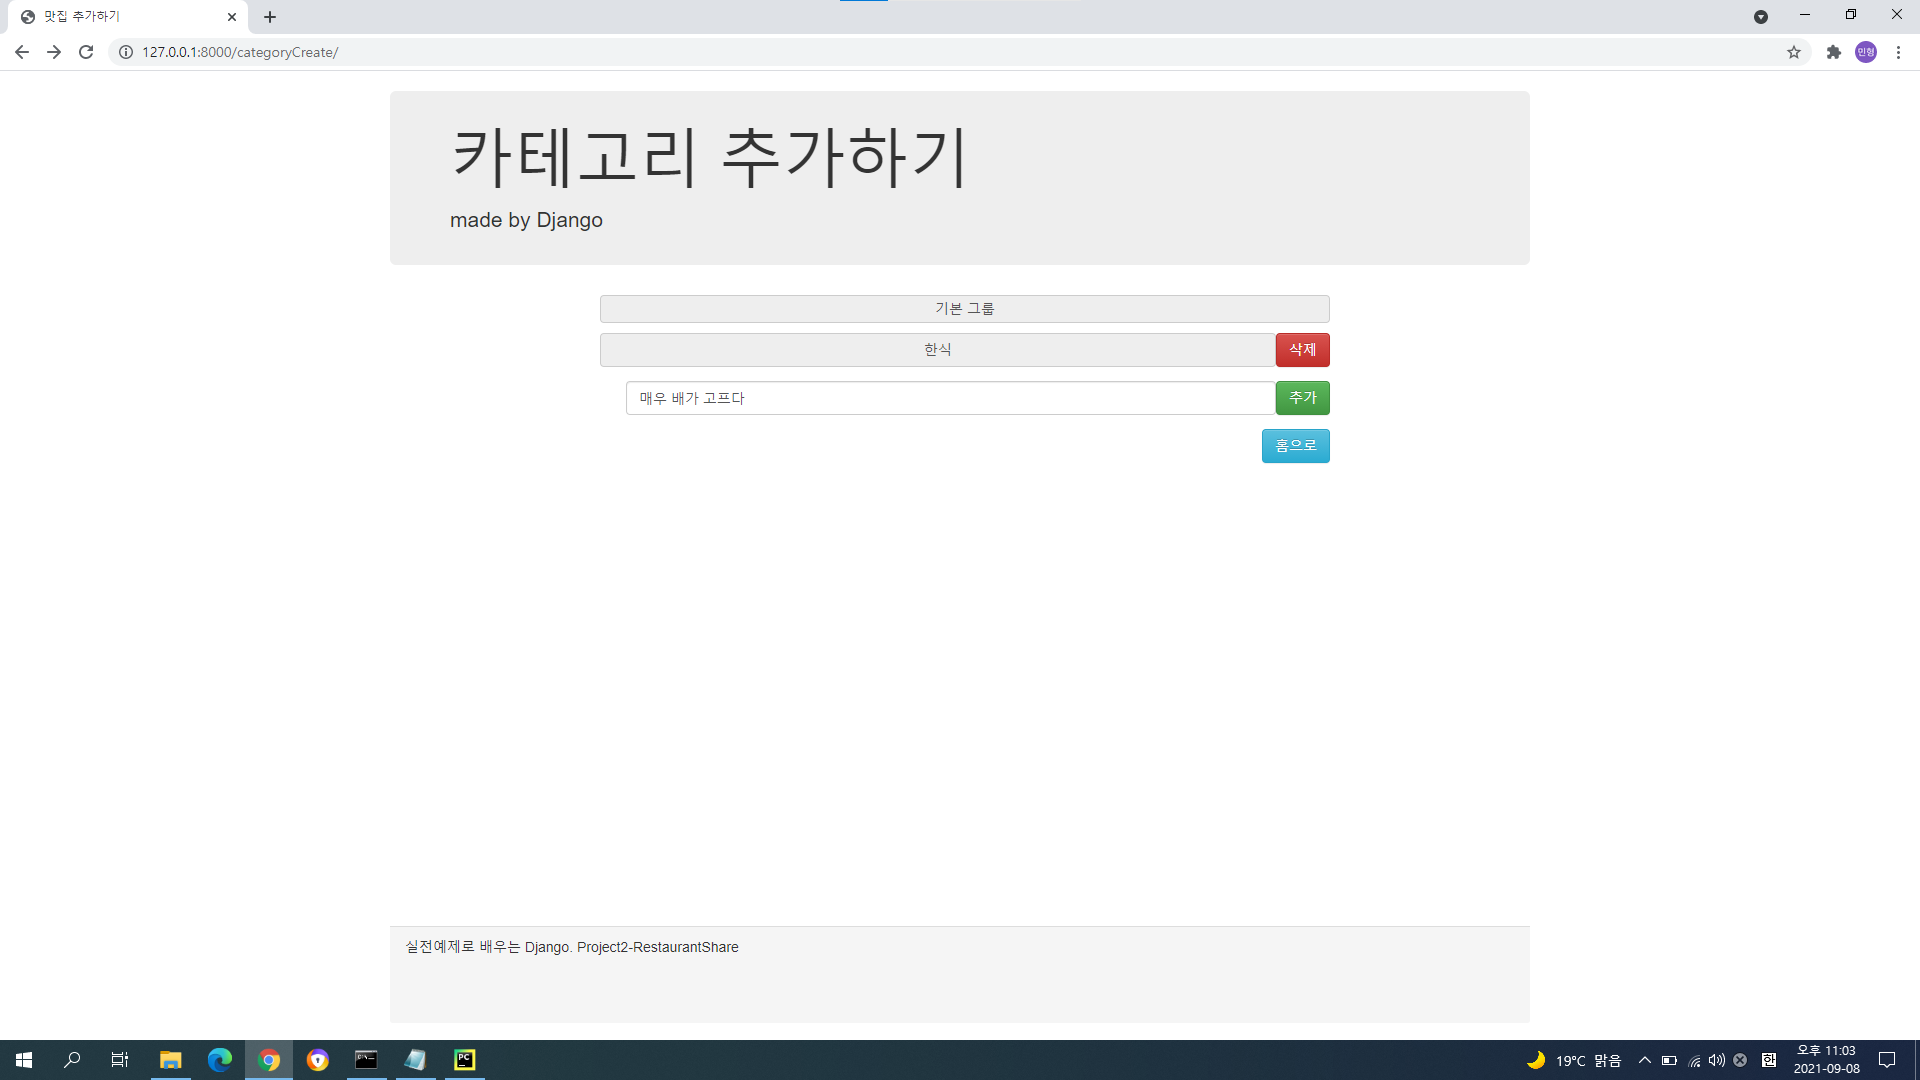 맛집 추가하기
127.0.0.1:8000/categoryCreate/
민형
카테고리 추가하기
made by Django
기본 그룹
한식 삭제
매우 배가 고프다 추가
홈으로
실전예제로 배우는 Django. Project2-RestaurantShare
PC
19°C 맑음 한 오후 11:03
2021-09-08